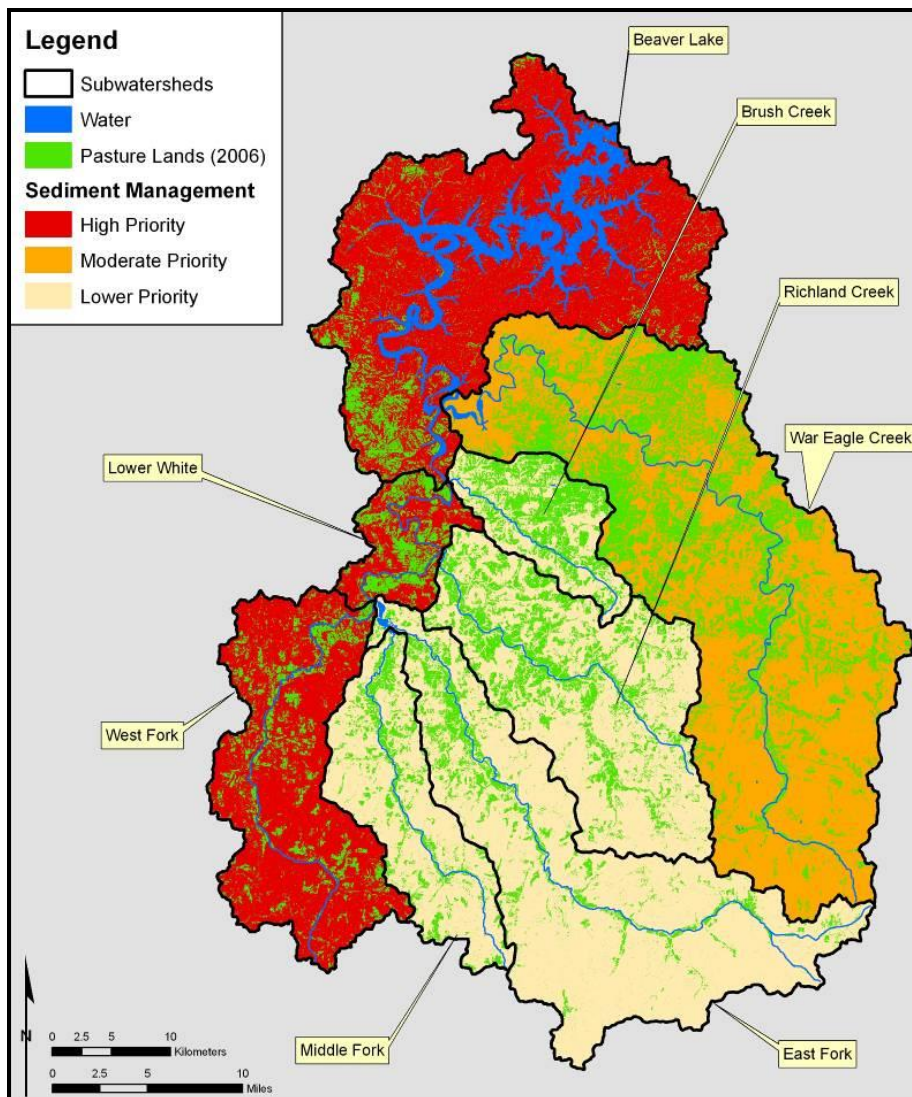 Legend
Subwatersheds
Water
Pasture Lands (2006)
Sediment Management
High Priority
Moderate Priority
Lower Priority
Beaver Lake
Brush Creek
Richland Creek
War Eagle Creek
Lower White
West Fork
Middle Fork
East Fork
N
0 2.5 5 10
Kilometers
0 2.5 5 10
Miles